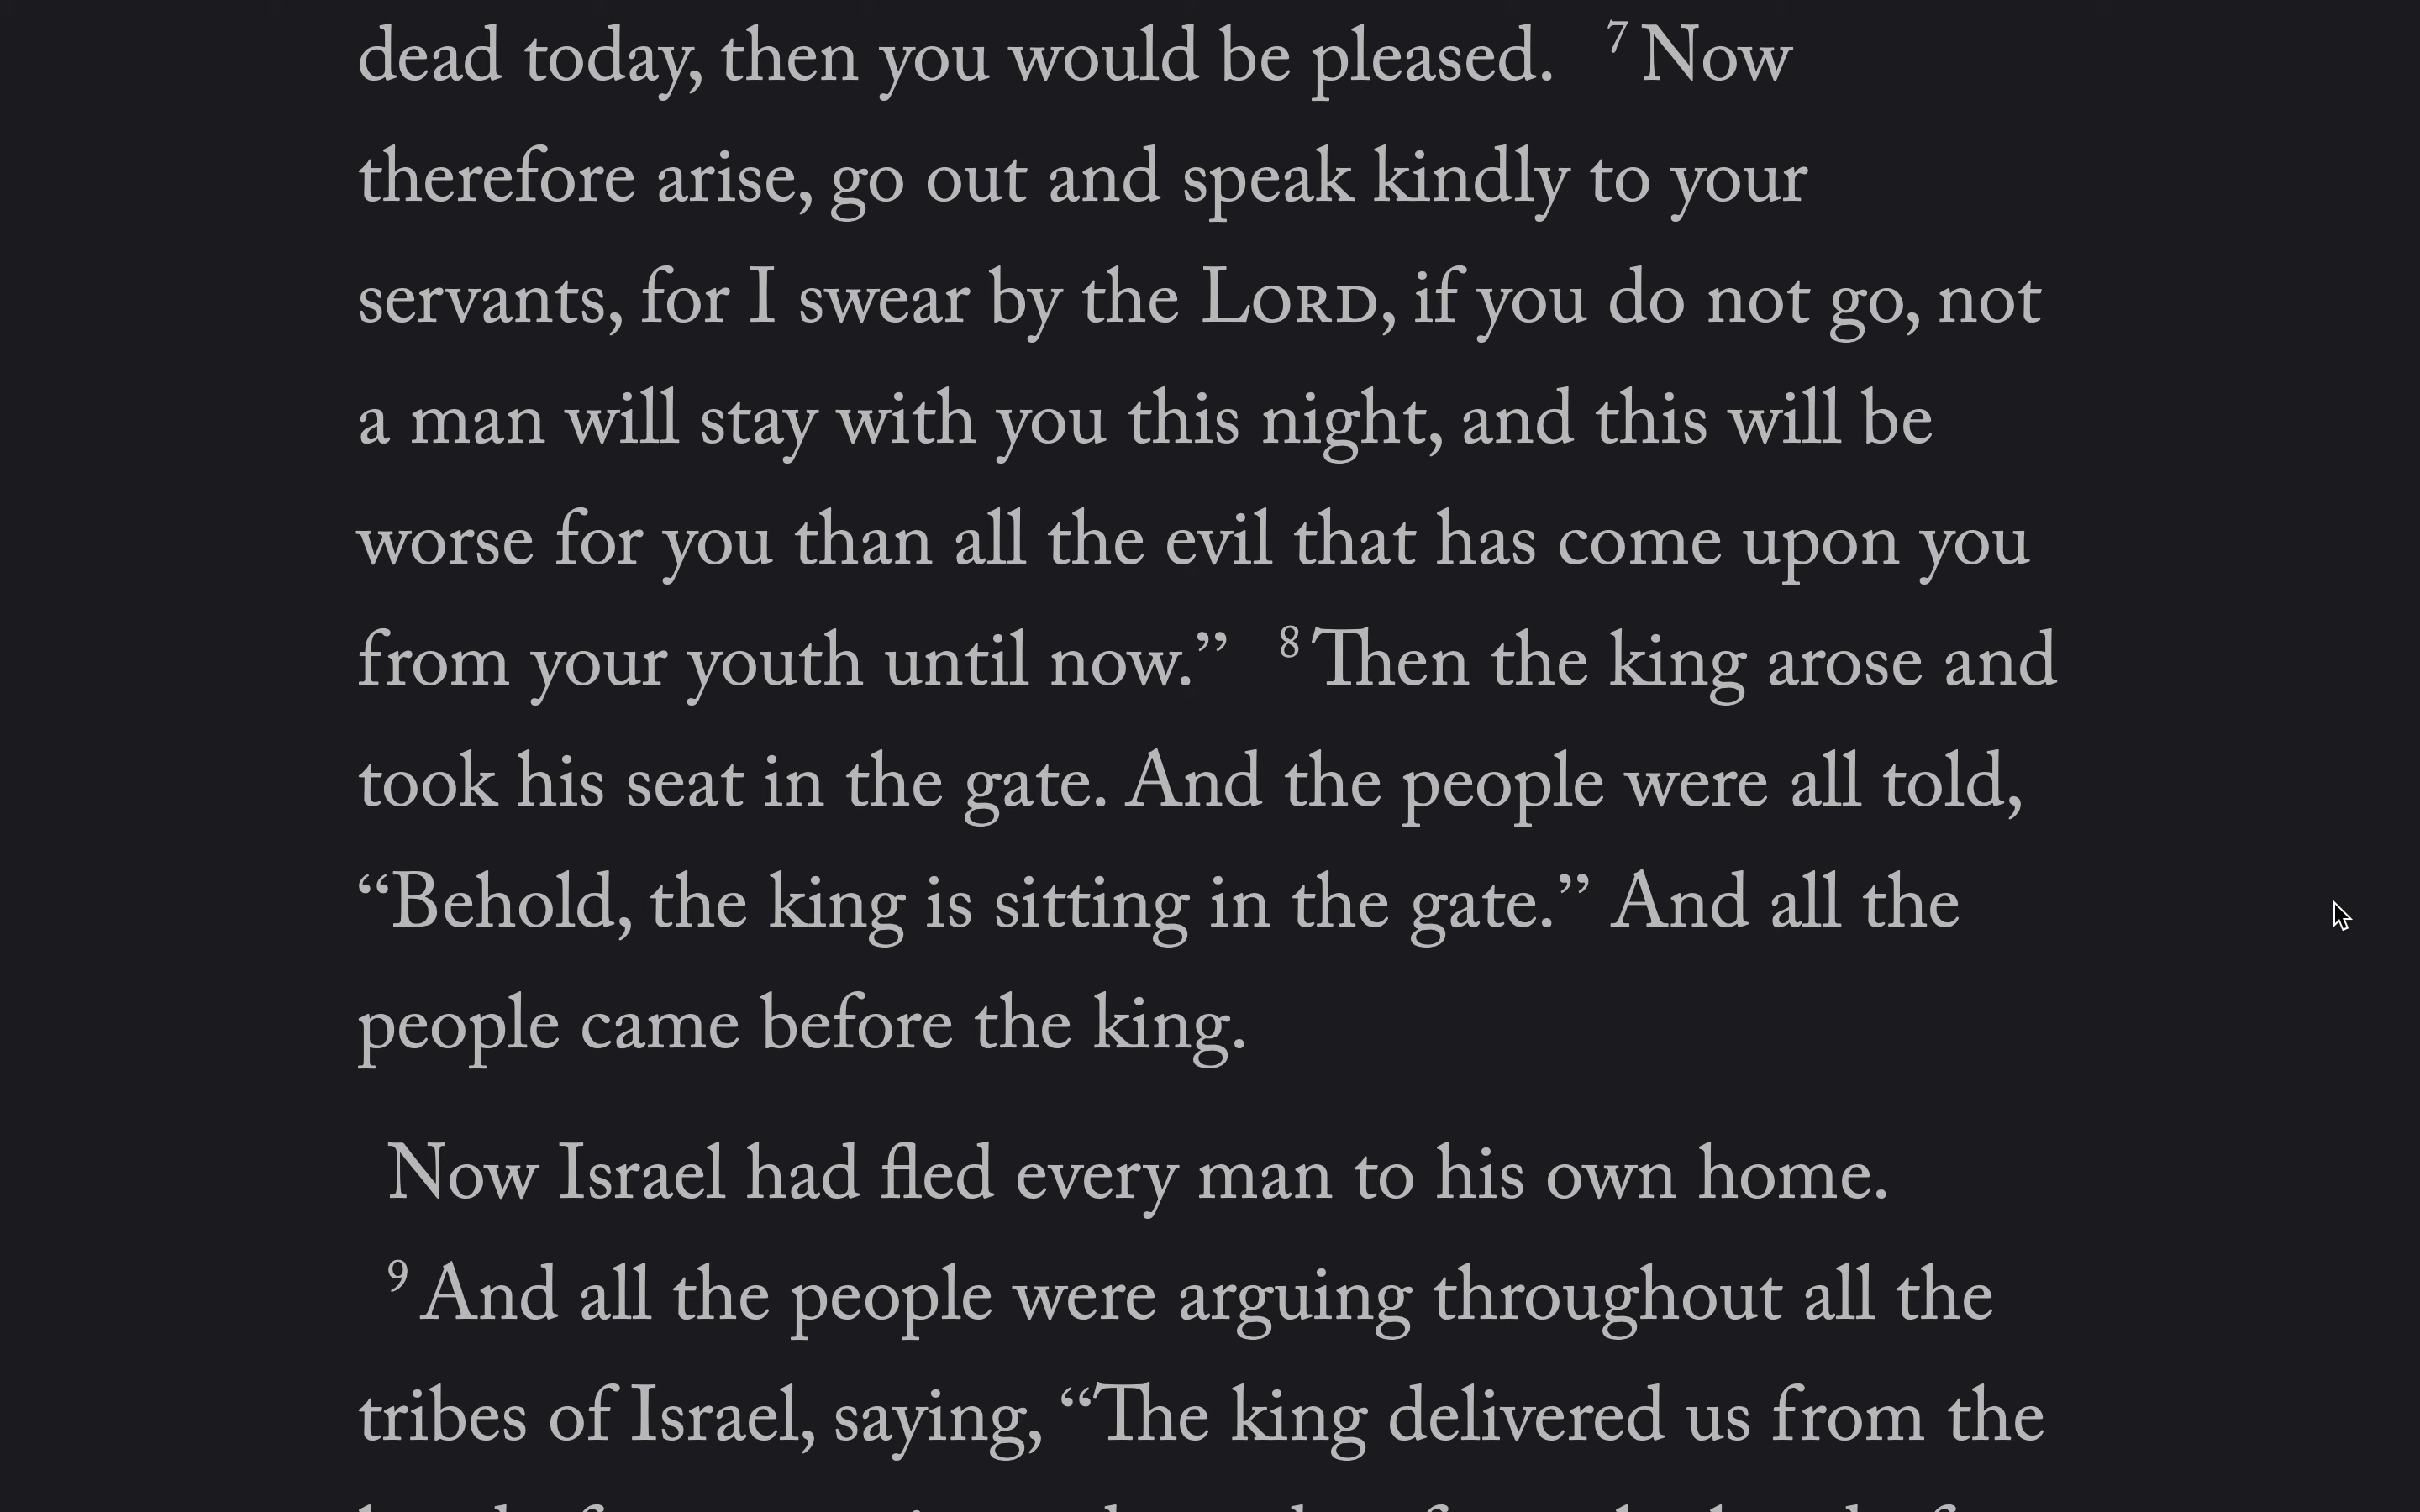 dead today, then you would be pleased. 7 Now
therefore arise, go out and speak kindly to your
servants, for I swear by the LORD, if you do not go, not
a man will stay with you this night, and this will be
worse for you than all the evil that has come upon you
from your youth until now.” 8 Then the king arose and
took his seat in the gate. And the people were all told,
“Behold, the king is sitting in the gate.” And all the
people came before the king.
Now Israel had fled every man to his own home.
9 And all the people were arguing throughout all the
tribes of Israel, saying, “The king delivered us from the